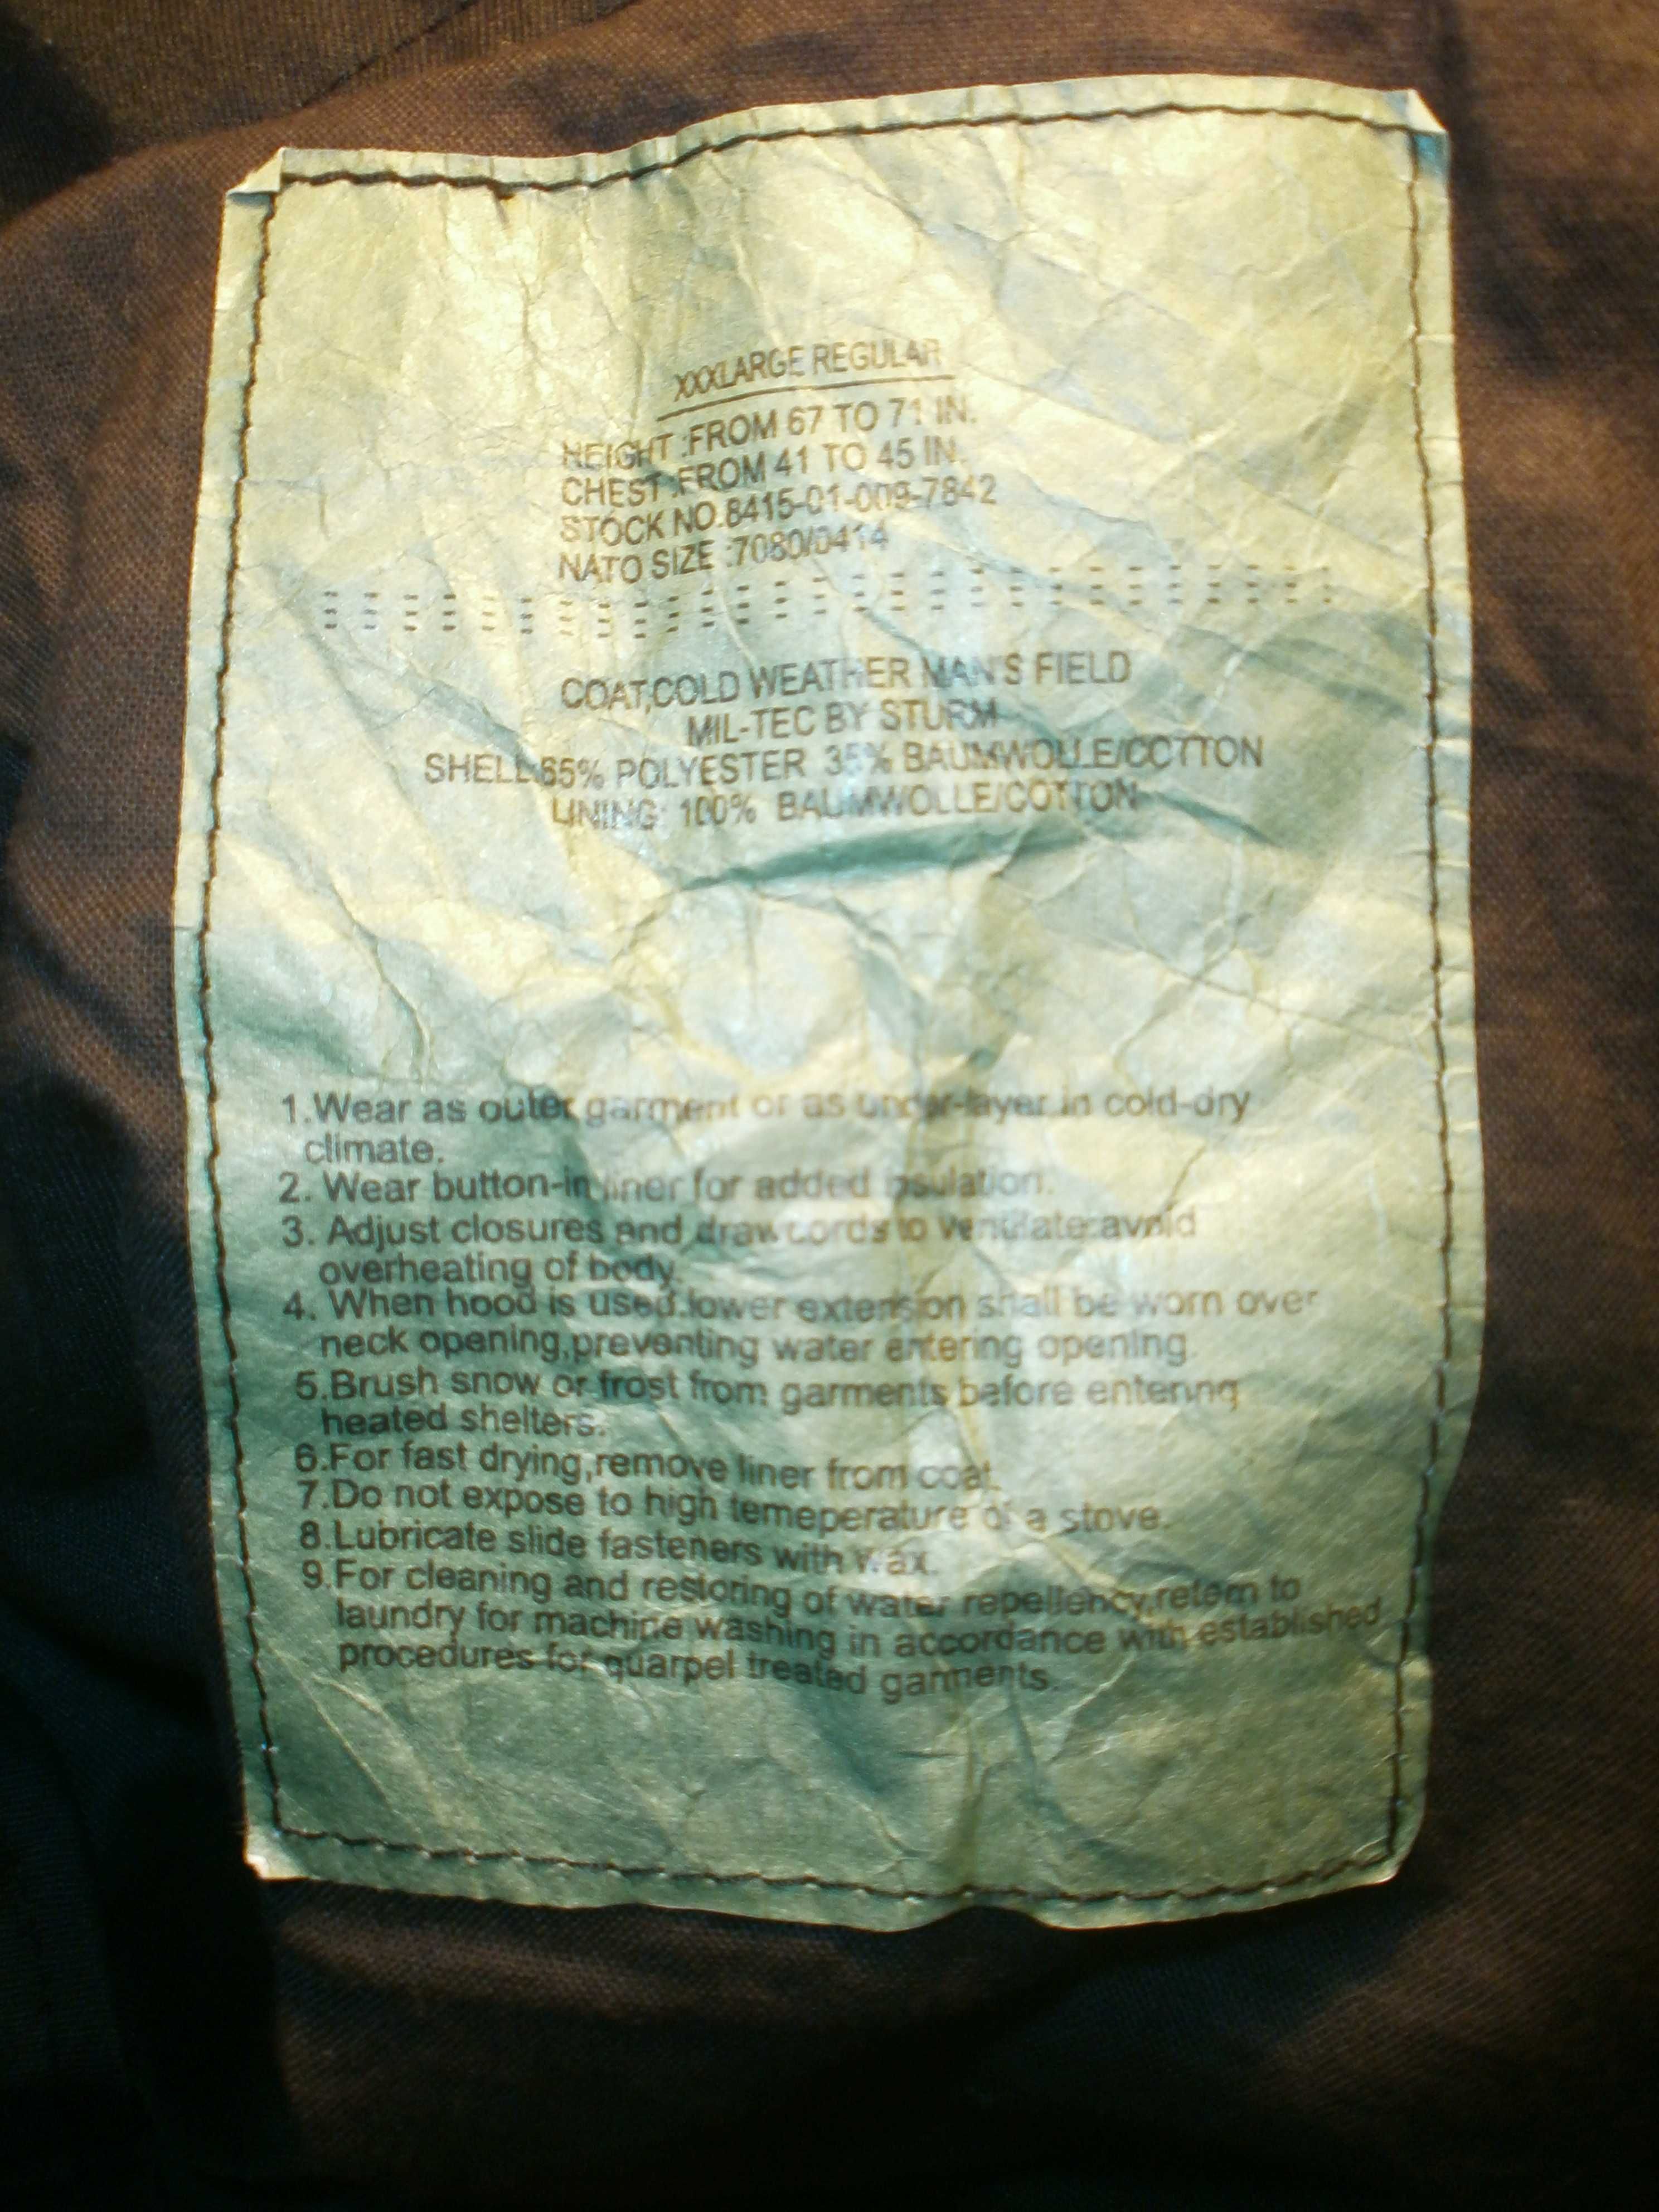 XXXLARGE REGULAR
HEIGHT :FROM 67 TO 71 IN.
CHEST :FROM 41 TO 45 IN.
STOCK NO.8415-01-009-7842
NATO SIZE :7080/0414
COAT,COLD WEATHER MAN'S FIELD
MIL-TEC BY STURM
SHELL:65% POLYESTER 35% BAUMWOLLE/COTTON
LINING: 100% BAUMWOLLE/COTTON
1.Wear as outer garment or as under-layer in cold-dry
climate.
2. Wear button-in liner for added insulation.
3. Adjust closures and drawcords to ventilate:avoid
overheating of body.
4. When hood is used.lower extension shall be worn over
neck opening,preventing water entering opening.
5.Brush snow or frost from garments before entering
heated shelters.
6.For fast drying,remove liner from coat.
7.Do not expose to high temeperature of a stove.
8.Lubricate slide fasteners with Wax.
9.For cleaning and restoring of water repellency,retern to
laundry for machine washing in accordance with established
procedures for quarpel treated garments.